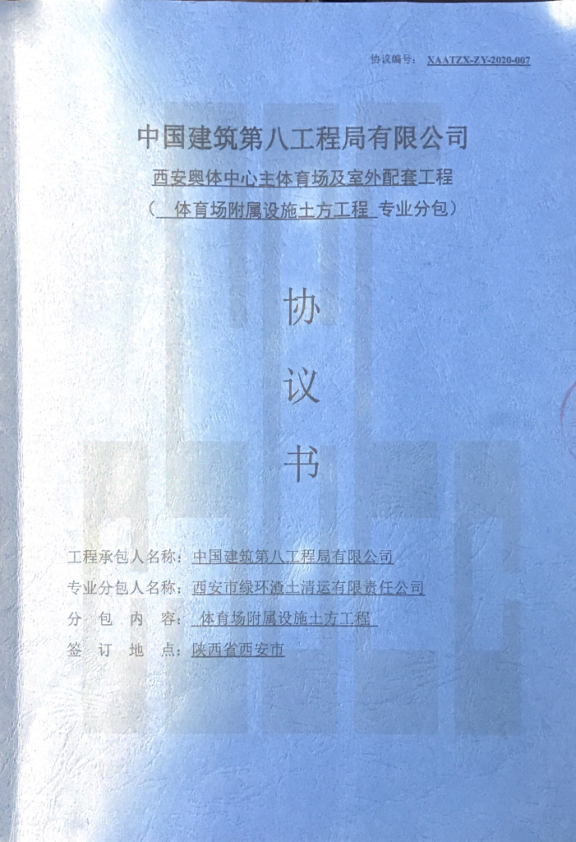 协议编号： XAATZX-ZY-2020-007
中国建筑第八工程局有限公司
西安奥体中心主体育场及室外配套工程
（ 体育场附属设施土方工程 专业分包）
协
议
书
工程承包人名称：中国建筑第八工程局有限公司
专业分包人名称：西安市绿环渣土清运有限责任公司
分 包 内 容： 体育场附属设施土方工程
签 订 地 点：陕西省西安市